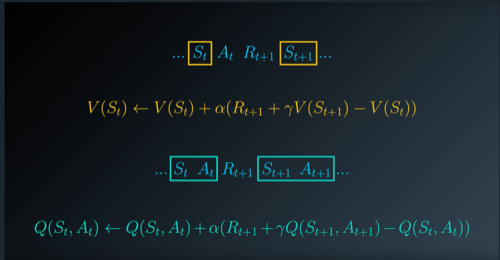 ... S_t A_t R_{t+1} S_{t+1} ...
V(S_t) ← V(S_t) + α(R_{t+1} + γV(S_{t+1}) − V(S_t))
... S_t A_t R_{t+1} S_{t+1} A_{t+1} ...
Q(S_t, A_t) ← Q(S_t, A_t) + α(R_{t+1} + γQ(S_{t+1}, A_{t+1}) − Q(S_t, A_t))